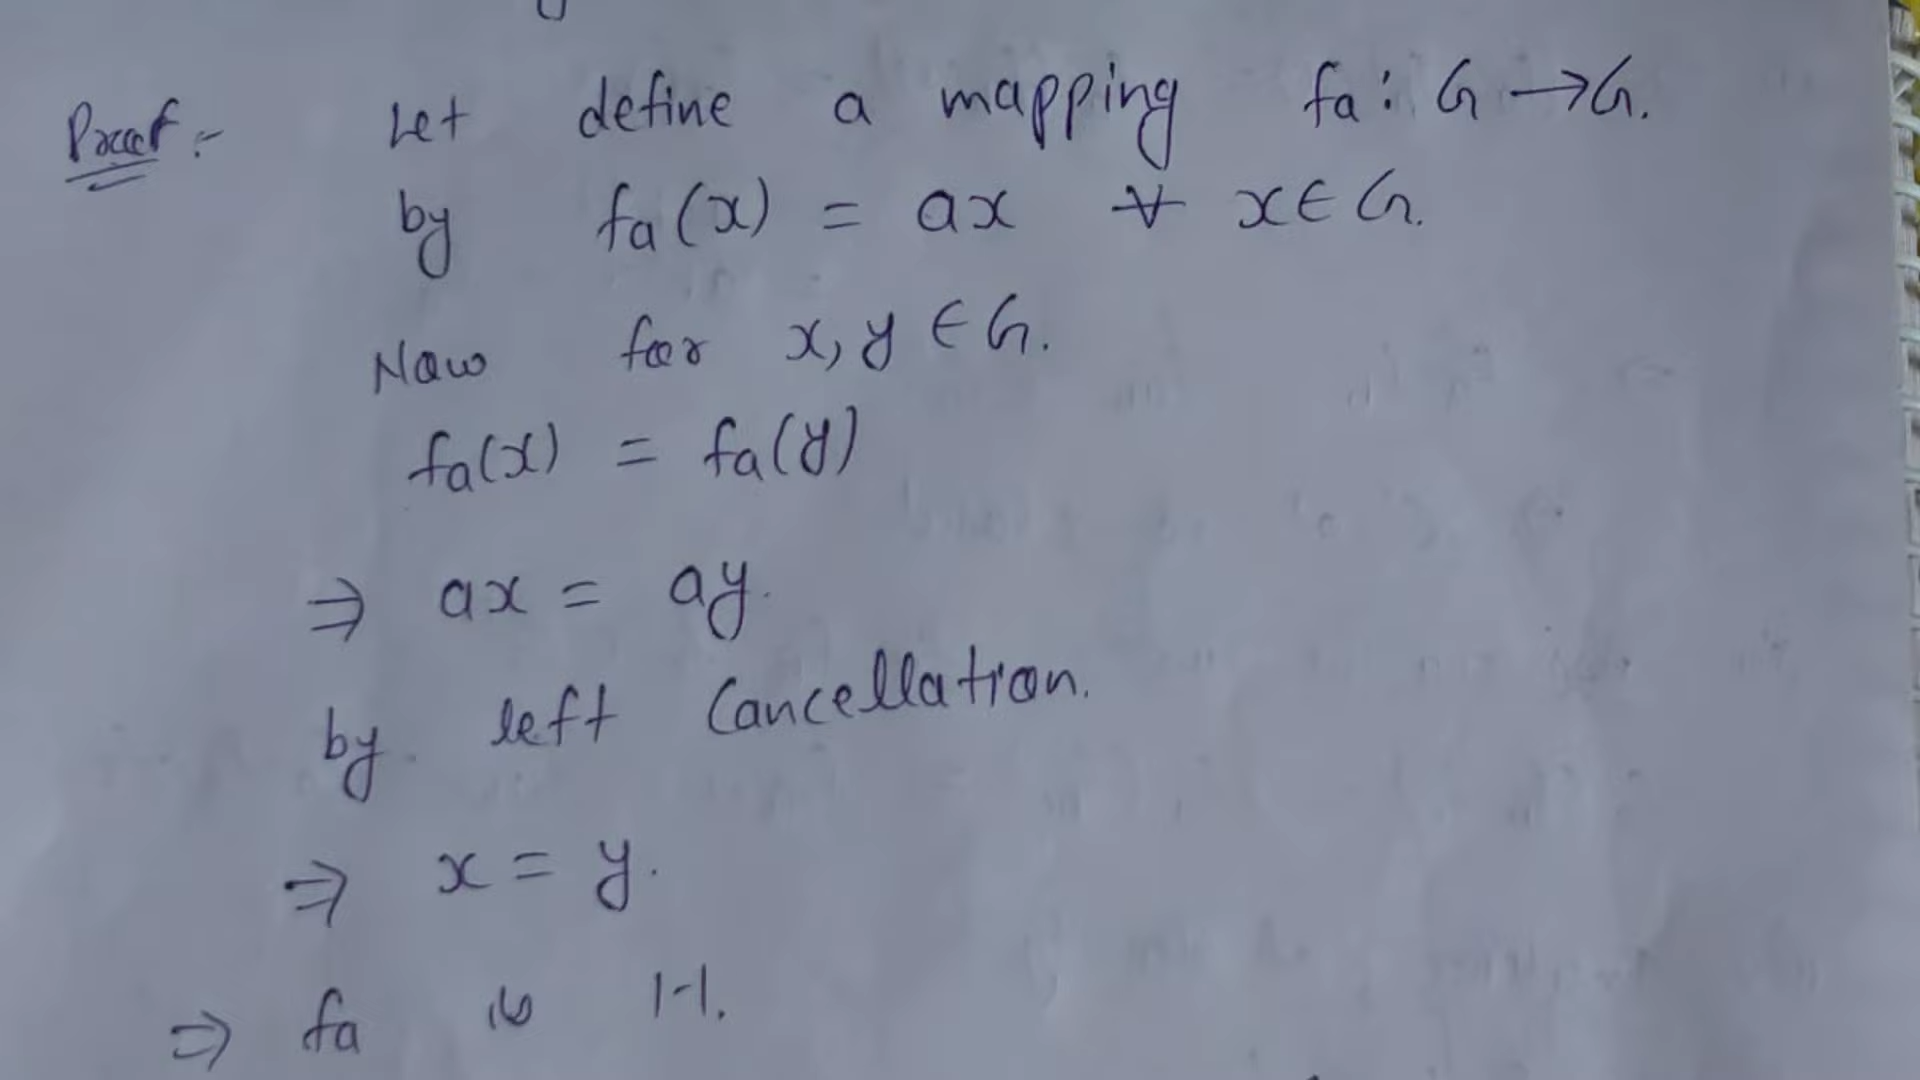 Proof :- Let define a mapping fa : G → G.
by fa(x) = ax ∀ x ∈ G.
Now for x, y ∈ G.
fa(x) = fa(y)
⇒ ax = ay.
by left Cancellation.
⇒ x = y.
⇒ fa is 1-1.